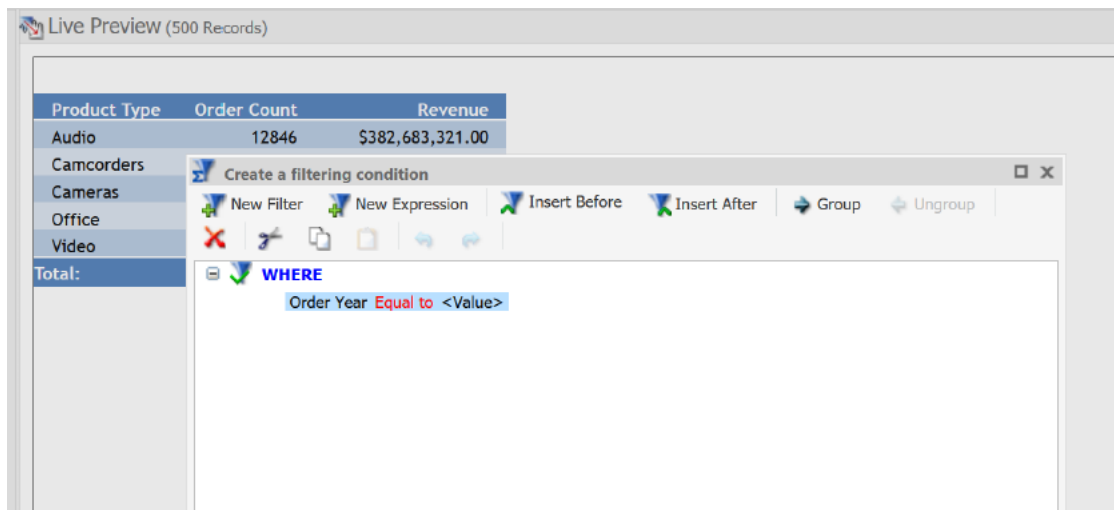 Live Preview (500 Records)
Product Type Order Count Revenue
Audio 12846 $382,683,321.00
Camcorders
Cameras
Office
Video
Total:
Create a filtering condition
New Filter New Expression Insert Before Insert After Group Ungroup
WHERE
Order Year Equal to <Value>